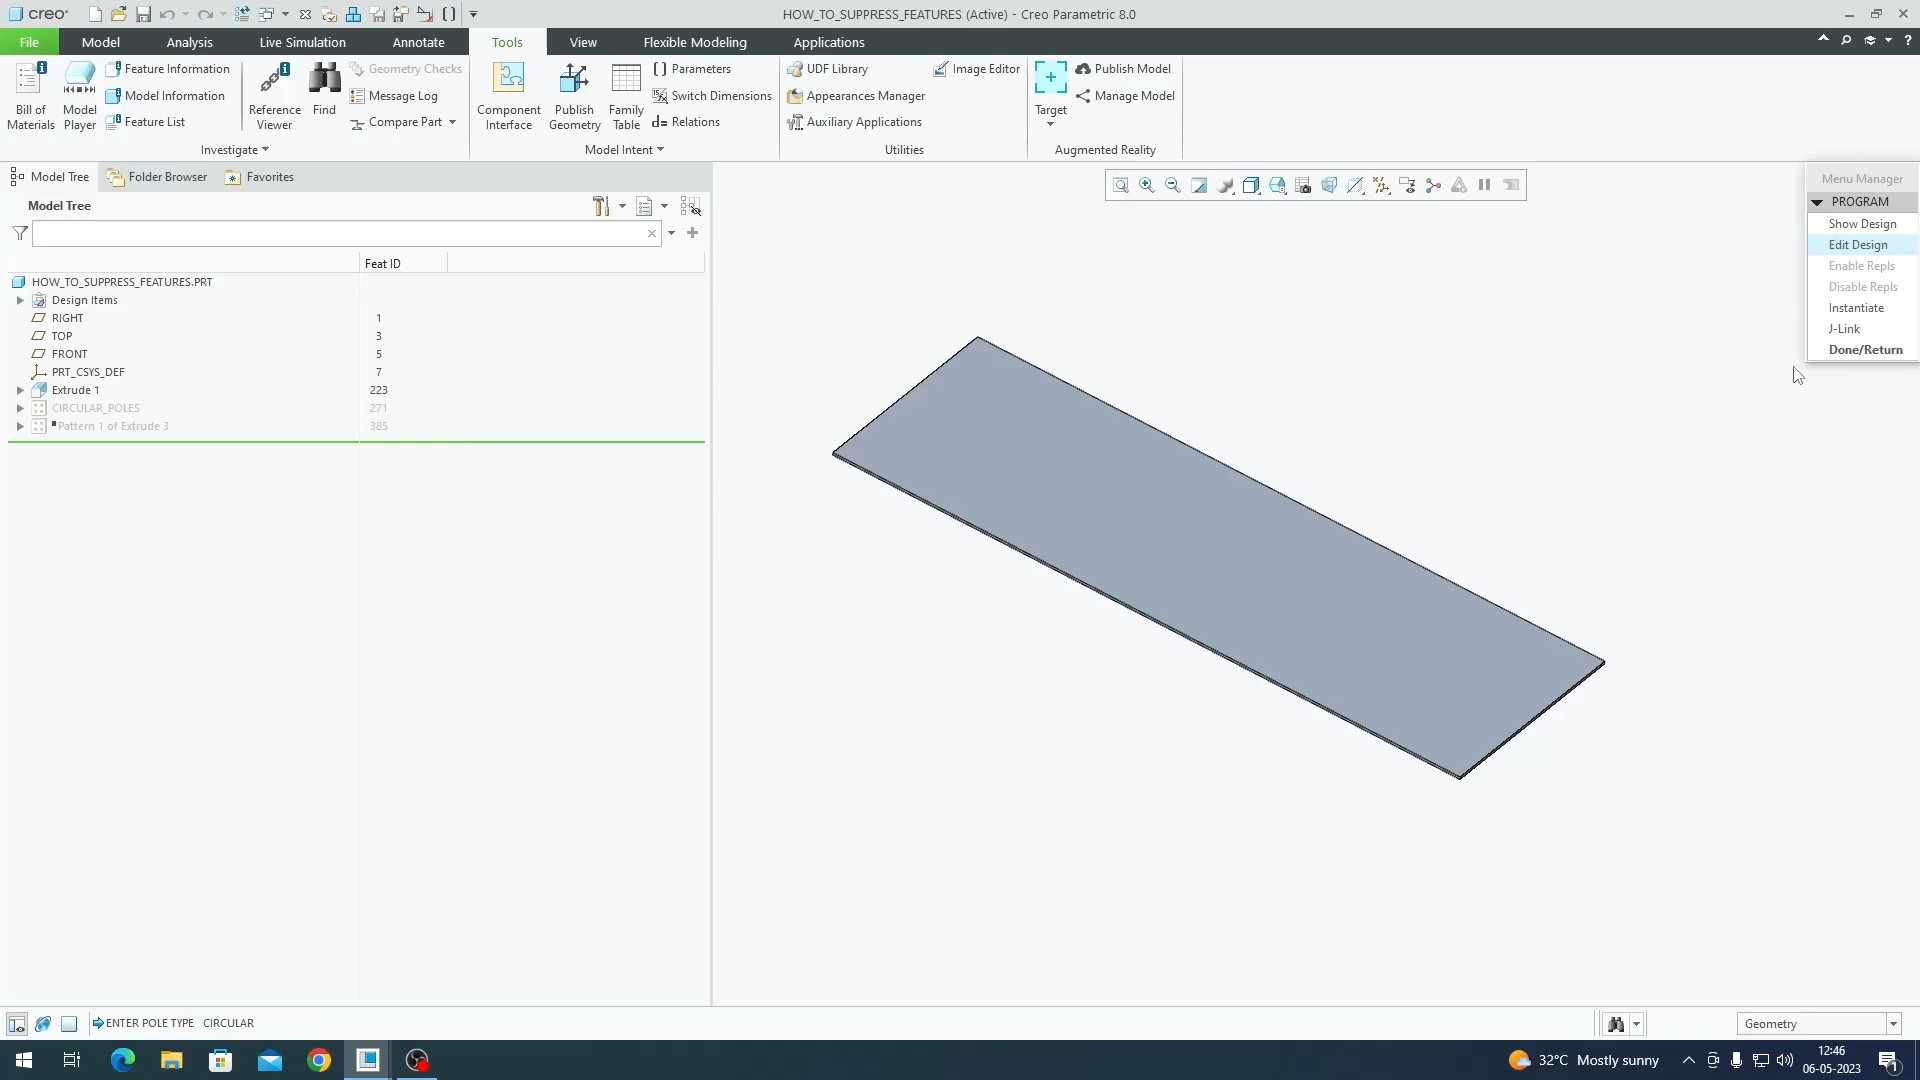 creo
HOW_TO_SUPPRESS_FEATURES (Active) - Creo Parametric 8.0
File
Model
Analysis
Live Simulation
Annotate
Tools
View
Flexible Modeling
Applications
Bill of Materials
Model Player
Feature Information
Model Information
Feature List
Reference Viewer
Find
Geometry Checks
Message Log
Compare Part
Investigate
Component Interface
Publish Geometry
Family Table
Parameters
Switch Dimensions
Relations
Model Intent
UDF Library
Appearances Manager
Auxiliary Applications
Image Editor
Utilities
Target
Publish Model
Manage Model
Augmented Reality
Model Tree
Folder Browser
Favorites
Model Tree
Feat ID
HOW_TO_SUPPRESS_FEATURES.PRT
Design Items
RIGHT 1
TOP 3
FRONT 5
PRT_CSYS_DEF 7
Extrude 1 223
CIRCULAR_POLES 271
Pattern 1 of Extrude 3 385
Menu Manager
PROGRAM
Show Design
Edit Design
Enable Repls
Disable Repls
Instantiate
J-Link
Done/Return
ENTER POLE TYPE CIRCULAR
Geometry
32°C Mostly sunny
12:46
06-05-2023
1